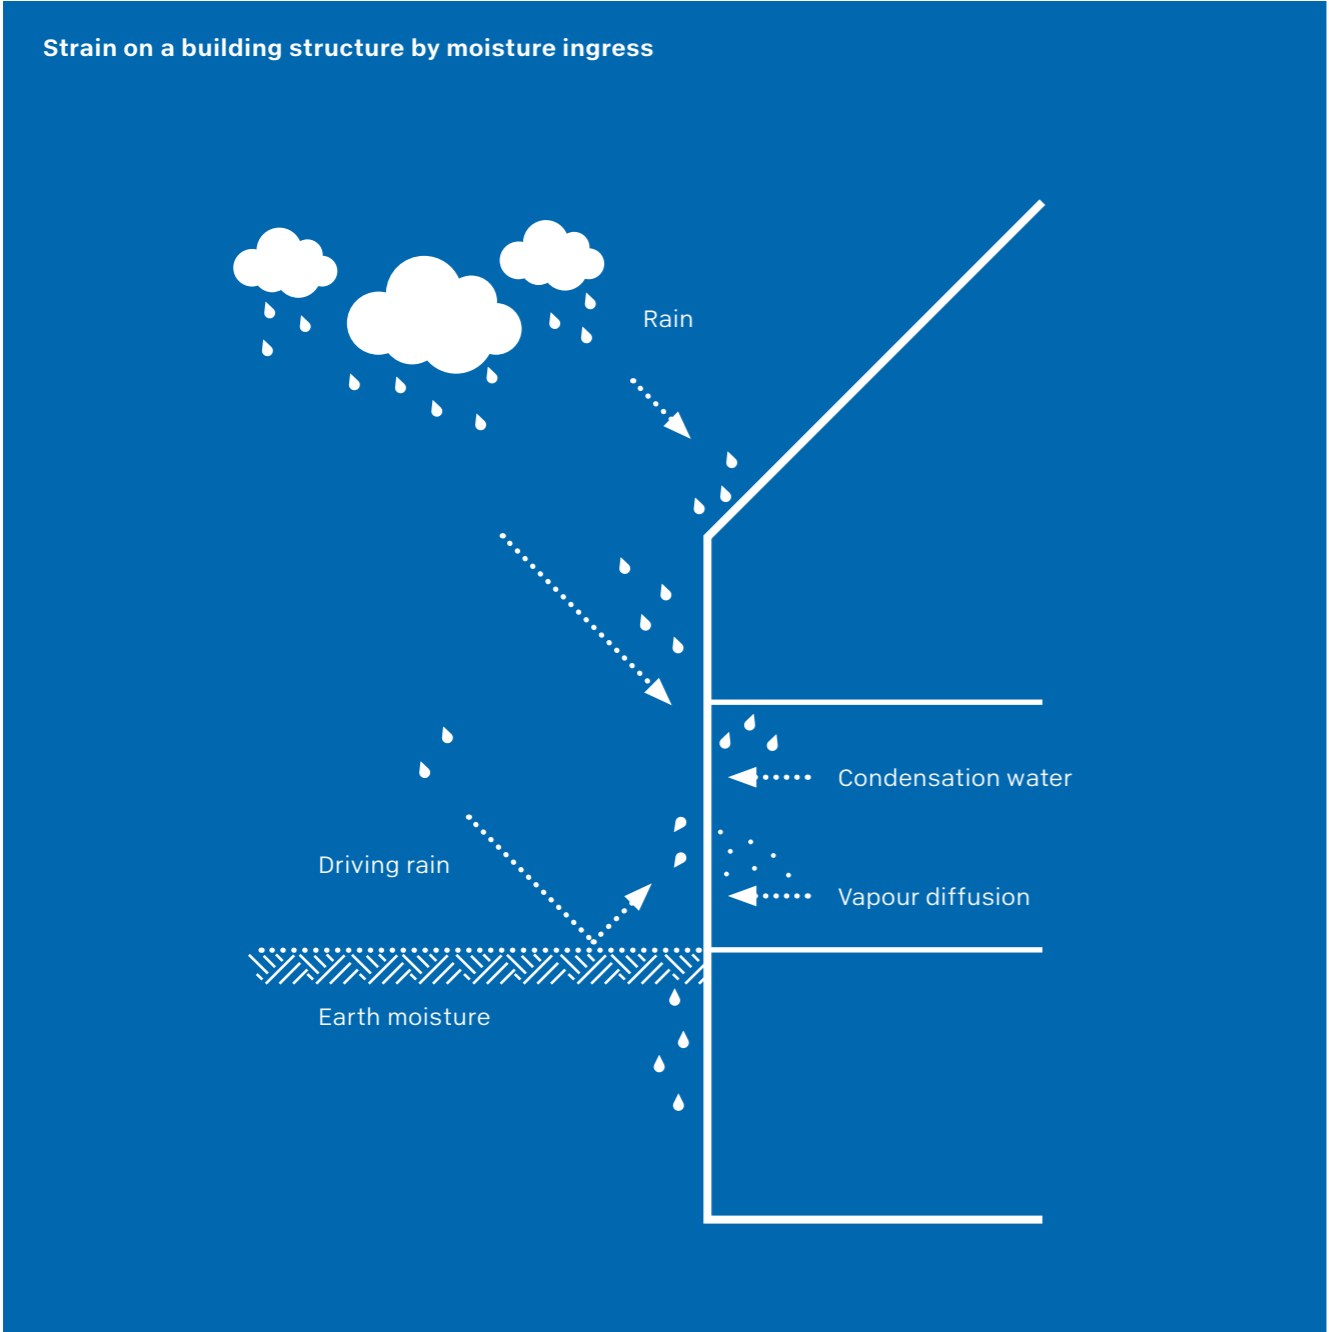 Strain on a building structure by moisture ingress
Rain
Condensation water
Driving rain
Vapour diffusion
Earth moisture